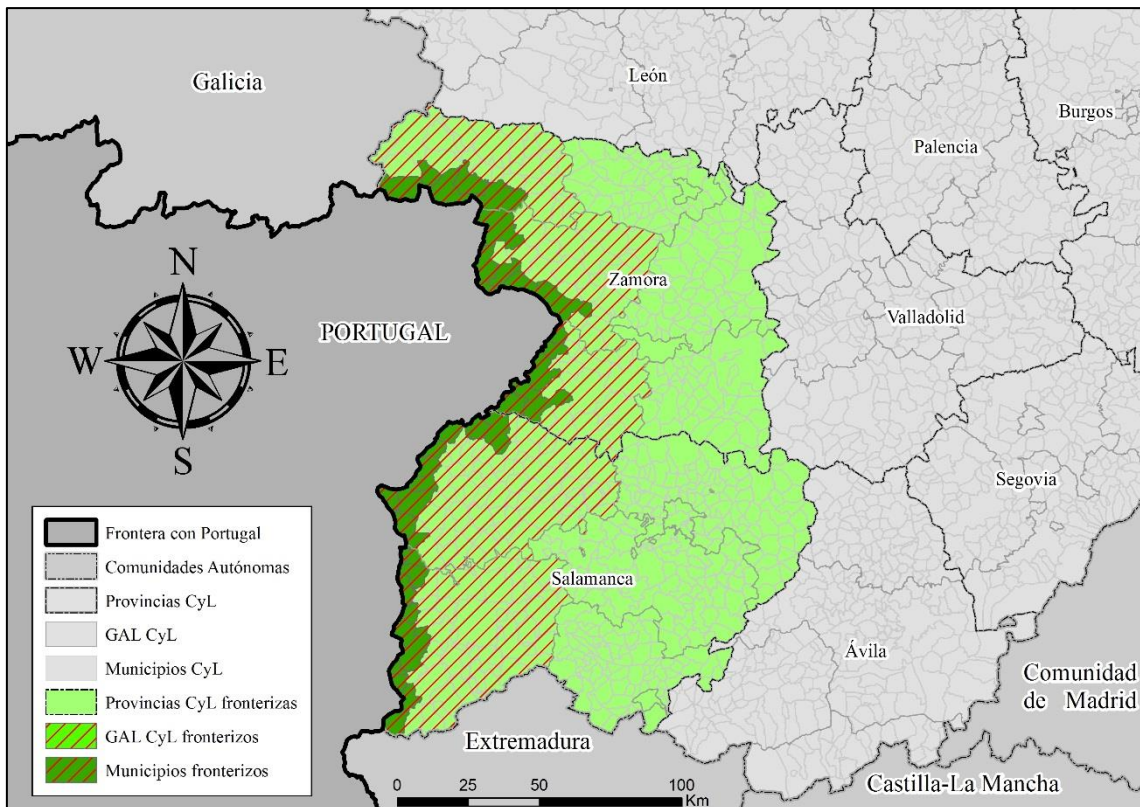 Galicia
León
Burgos
Palencia
Zamora
Valladolid
PORTUGAL
N
W
E
S
Segovia
Salamanca
Ávila
Comunidad
de Madrid
Extremadura
Castilla-La Mancha
Frontera con Portugal
Comunidades Autónomas
Provincias CyL
GAL CyL
Municipios CyL
Provincias CyL fronterizas
GAL CyL fronterizos
Municipios fronterizos
0 25 50 100
Km